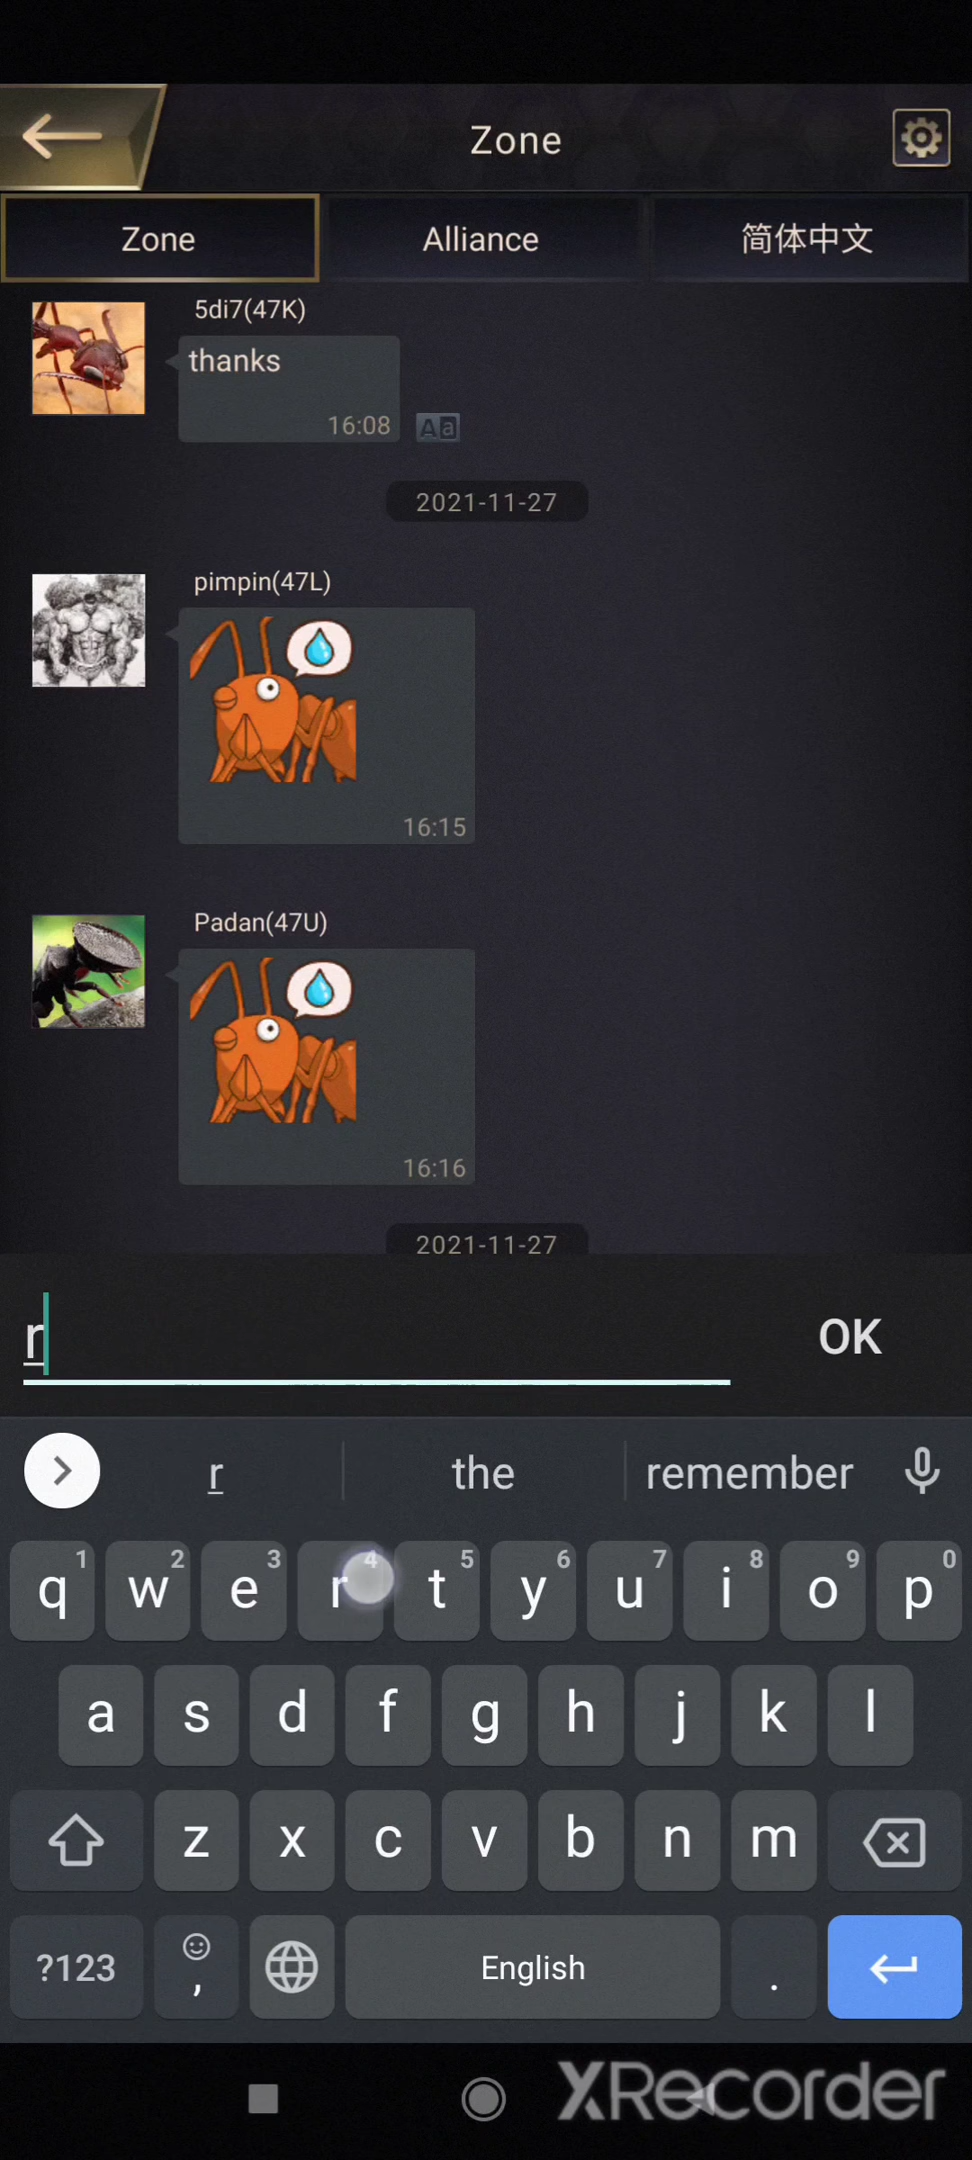 Zone
Zone
Alliance
简体中文
5di7(47K)
thanks
16:08
Aa
2021-11-27
pimpin(47L)
16:15
Padan(47U)
16:16
2021-11-27
r
OK
r
the
remember
1 2 3 4 5 6 7 8 9 0
q w e r t y u i o p
a s d f g h j k l
z x c v b n m
?123
,
English
.
XRecorder